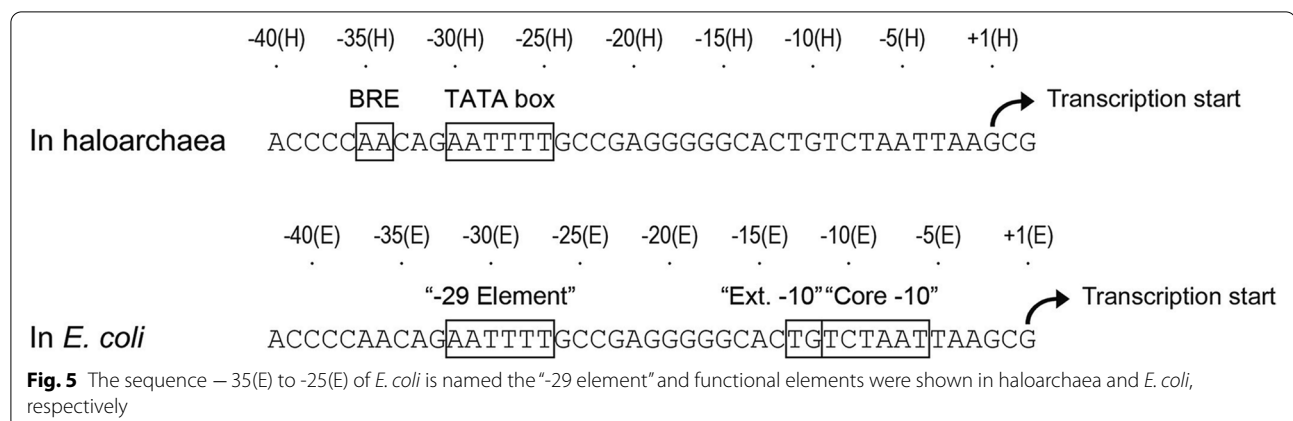 -40(H) -35(H) -30(H) -25(H) -20(H) -15(H) -10(H) -5(H) +1(H)
. . . . . . . . .
BRE TATA box Transcription start
In haloarchaea ACCCCAACAGAATTTTGCCGAGGGGGCACTGTCTAATTAAGCG
-40(E) -35(E) -30(E) -25(E) -20(E) -15(E) -10(E) -5(E) +1(E)
. . . . . . . . .
“-29 Element” “Ext. -10” “Core -10” Transcription start
In E. coli ACCCCAACAGAATTTTGCCGAGGGGGCACTGTCTAATTAAGCG
Fig. 5 The sequence −35(E) to -25(E) of E. coli is named the “-29 element” and functional elements were shown in haloarchaea and E. coli,
respectively